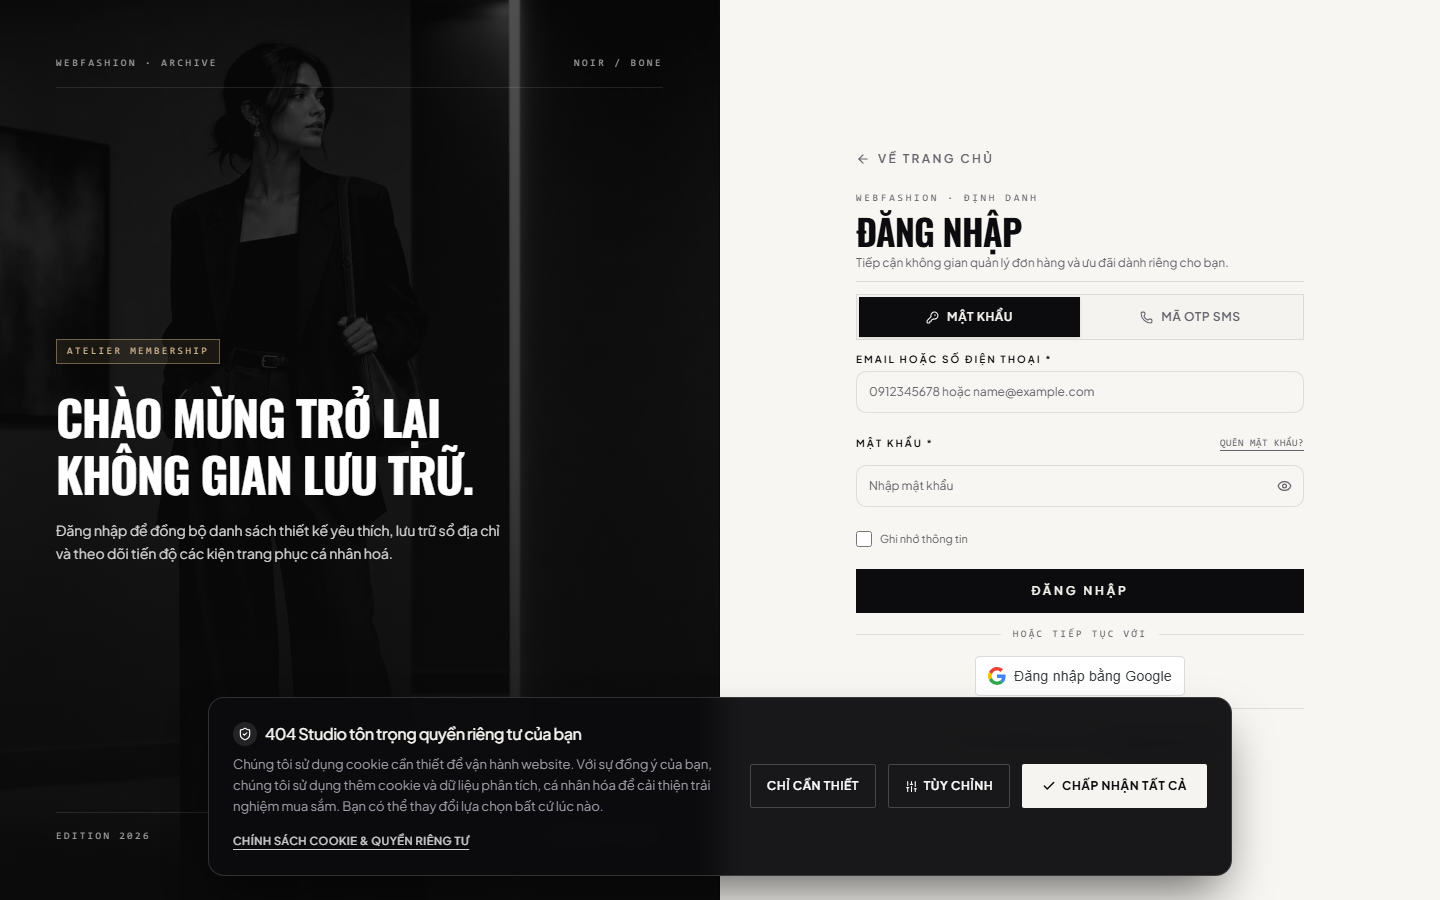 WEBFASHION · ARCHIVE
NOIR / BONE
ATELIER MEMBERSHIP
CHÀO MỪNG TRỞ LẠI
KHÔNG GIAN LƯU TRỮ.
Đăng nhập để đồng bộ danh sách thiết kế yêu thích, lưu trữ sổ địa chỉ
và theo dõi tiến độ các kiện trang phục cá nhân hoá.
EDITION 2026
VỀ TRANG CHỦ
WEBFASHION · ĐỊNH DANH
ĐĂNG NHẬP
Tiếp cận không gian quản lý đơn hàng và ưu đãi dành riêng cho bạn.
MẬT KHẨU
MÃ OTP SMS
EMAIL HOẶC SỐ ĐIỆN THOẠI *
0912345678 hoặc name@example.com
MẬT KHẨU *
QUÊN MẬT KHẨU?
Nhập mật khẩu
Ghi nhớ thông tin
ĐĂNG NHẬP
HOẶC TIẾP TỤC VỚI
Đăng nhập bằng Google
404 Studio tôn trọng quyền riêng tư của bạn
Chúng tôi sử dụng cookie cần thiết để vận hành website. Với sự đồng ý của bạn,
chúng tôi sử dụng thêm cookie và dữ liệu phân tích, cá nhân hóa để cải thiện trải
nghiệm mua sắm. Bạn có thể thay đổi lựa chọn bất cứ lúc nào.
CHÍNH SÁCH COOKIE & QUYỀN RIÊNG TƯ
CHỈ CẦN THIẾT
TÙY CHỈNH
CHẤP NHẬN TẤT CẢ